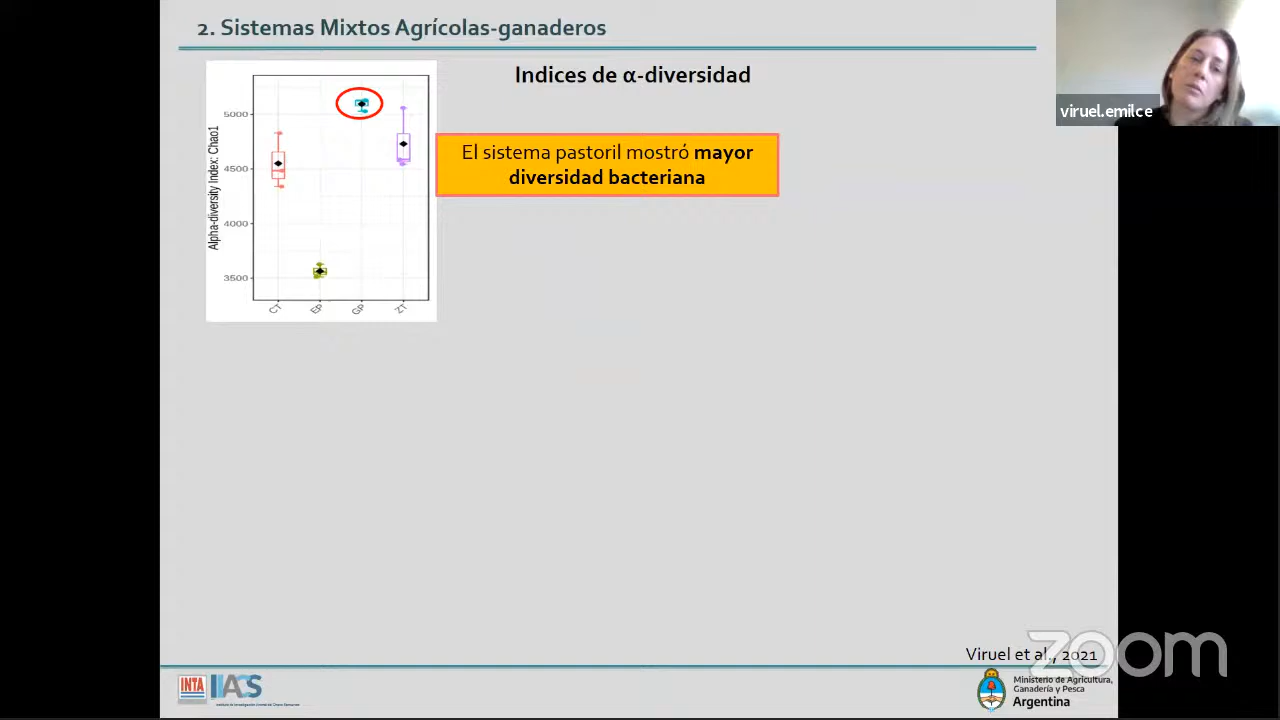 2. Sistemas Mixtos Agrícolas-ganaderos
viruel.emilce
Indices de α-diversidad
El sistema pastoril mostró mayor
diversidad bacteriana
Alpha-diversity Index: Chao1
5000
4500
4000
3500
CT
EP
GP
ZT
Viruel et al., 2021
zoom
INTA
IIACS
Ministerio de Agricultura,
Ganadería y Pesca
Argentina